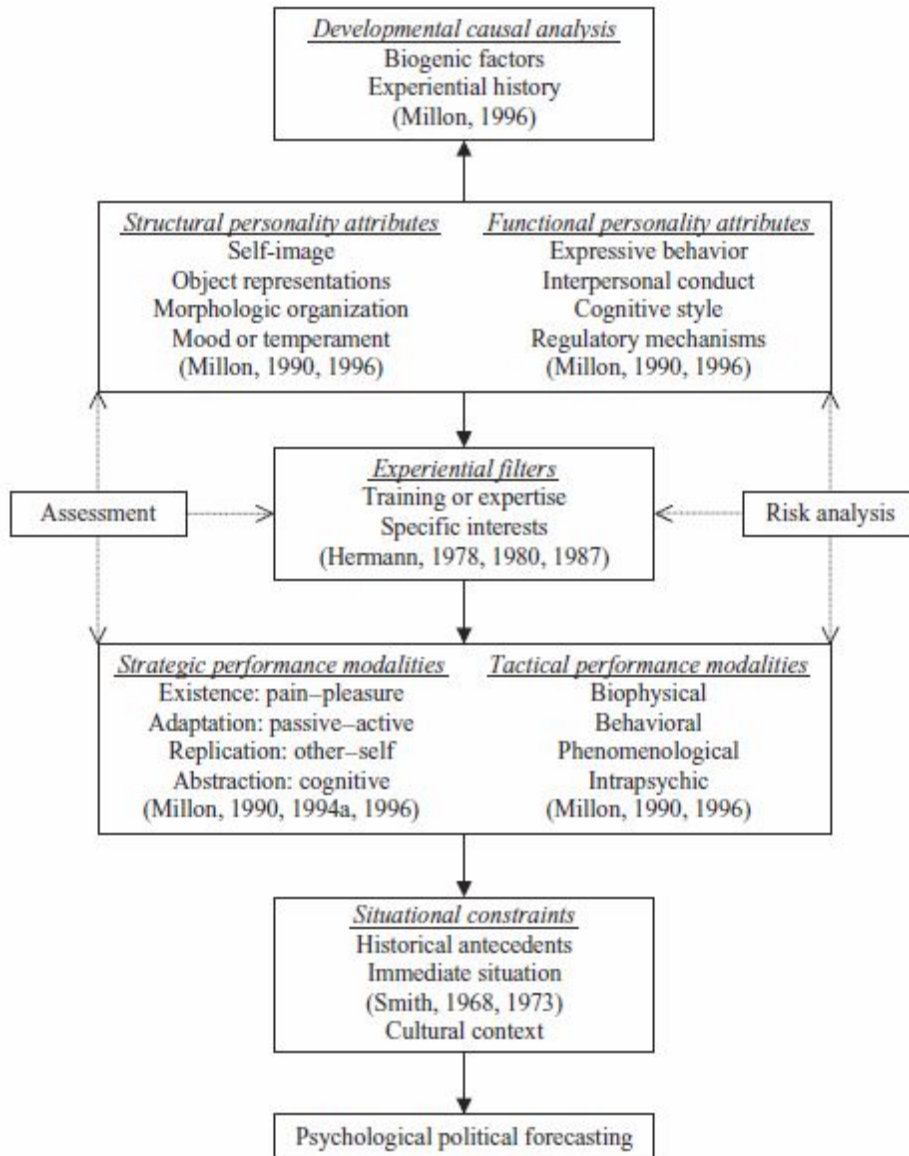 Developmental causal analysis
Biogenic factors
Experiential history
(Millon, 1996)
Structural personality attributes
Self-image
Object representations
Morphologic organization
Mood or temperament
(Millon, 1990, 1996)
Functional personality attributes
Expressive behavior
Interpersonal conduct
Cognitive style
Regulatory mechanisms
(Millon, 1990, 1996)
Assessment
Experiential filters
Training or expertise
Specific interests
(Hermann, 1978, 1980, 1987)
Risk analysis
Strategic performance modalities
Existence: pain–pleasure
Adaptation: passive–active
Replication: other–self
Abstraction: cognitive
(Millon, 1990, 1994a, 1996)
Tactical performance modalities
Biophysical
Behavioral
Phenomenological
Intrapsychic
(Millon, 1990, 1996)
Situational constraints
Historical antecedents
Immediate situation
(Smith, 1968, 1973)
Cultural context
Psychological political forecasting